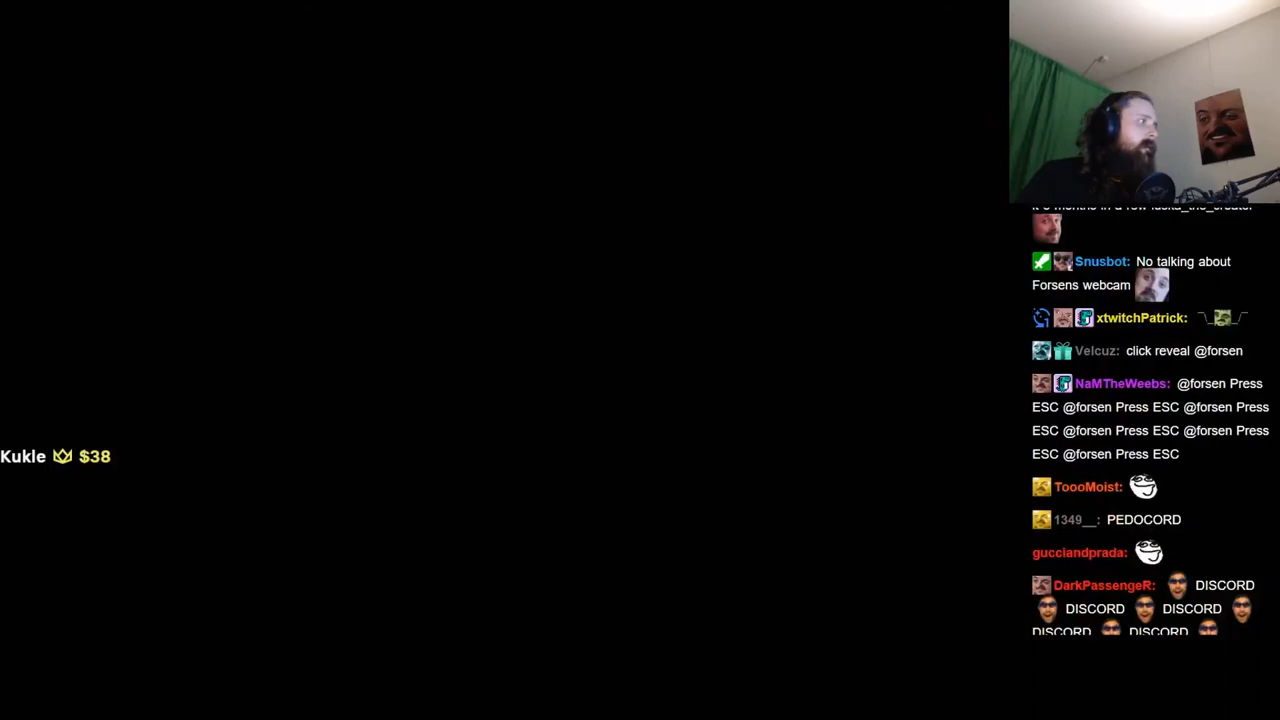 Snusbot: No talking about
Forsens webcam
xtwitchPatrick:
Velcuz: click reveal @forsen
NaMTheWeebs: @forsen Press
ESC @forsen Press ESC @forsen Press
ESC @forsen Press ESC @forsen Press
ESC @forsen Press ESC
Kukle $38
ToooMoist:
1349__: PEDOCORD
gucciandprada:
DarkPassengeR: DISCORD
DISCORD DISCORD
DISCORD DISCORD